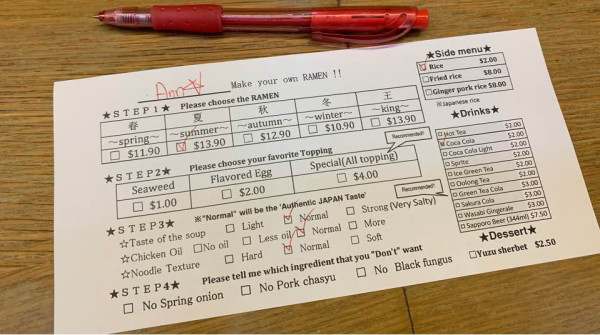 Anna
Make your own RAMEN !!
★STEP1★ Please choose the RAMEN
春 夏 秋 冬 王
~spring~ ~summer~ ~autumn~ ~winter~ ~king~
☐ $11.90 ☑ $13.90 ☐ $12.90 ☐ $10.90 ☐ $13.90
★STEP2★ Please choose your favorite Topping
Recommended!
Seaweed Flavored Egg Special(All topping)
☐ $1.00 ☐ $2.00 ☐ $4.00
★STEP3★ ※"Normal" will be the 'Authentic JAPAN Taste'
Recommended!
☆Taste of the soup ☐ Light ☑ Normal ☐ Strong (Very Salty)
☆Chicken Oil ☐No oil ☐ Less oil ☑ Normal ☐ More
☆Noodle Texture ☐ Hard ☑ Normal ☐ Soft
★STEP4★ Please tell me which ingredient that you "Don't" want
☐ No Spring onion ☐ No Pork chasyu ☐ No Black fungus
★Side menu★
☑ Rice $2.00
☐Fried rice $8.00
☐Ginger pork rice $8.00
※Japanese rice
★Drinks★
☐ Hot Tea $2.00
☑ Coca Cola $2.00
☐ Coca Cola Light $2.00
☐ Sprite $2.00
☐ Ice Green Tea $2.00
☐ Oolong Tea $2.00
☐ Green Tea Cola $3.00
☐ Sakura Cola $3.00
☐ Wasabi Gingerale $3.00
☐ Sapporo Beer (344ml) $7.50
★Dessert★
☐Yuzu sherbet $2.50